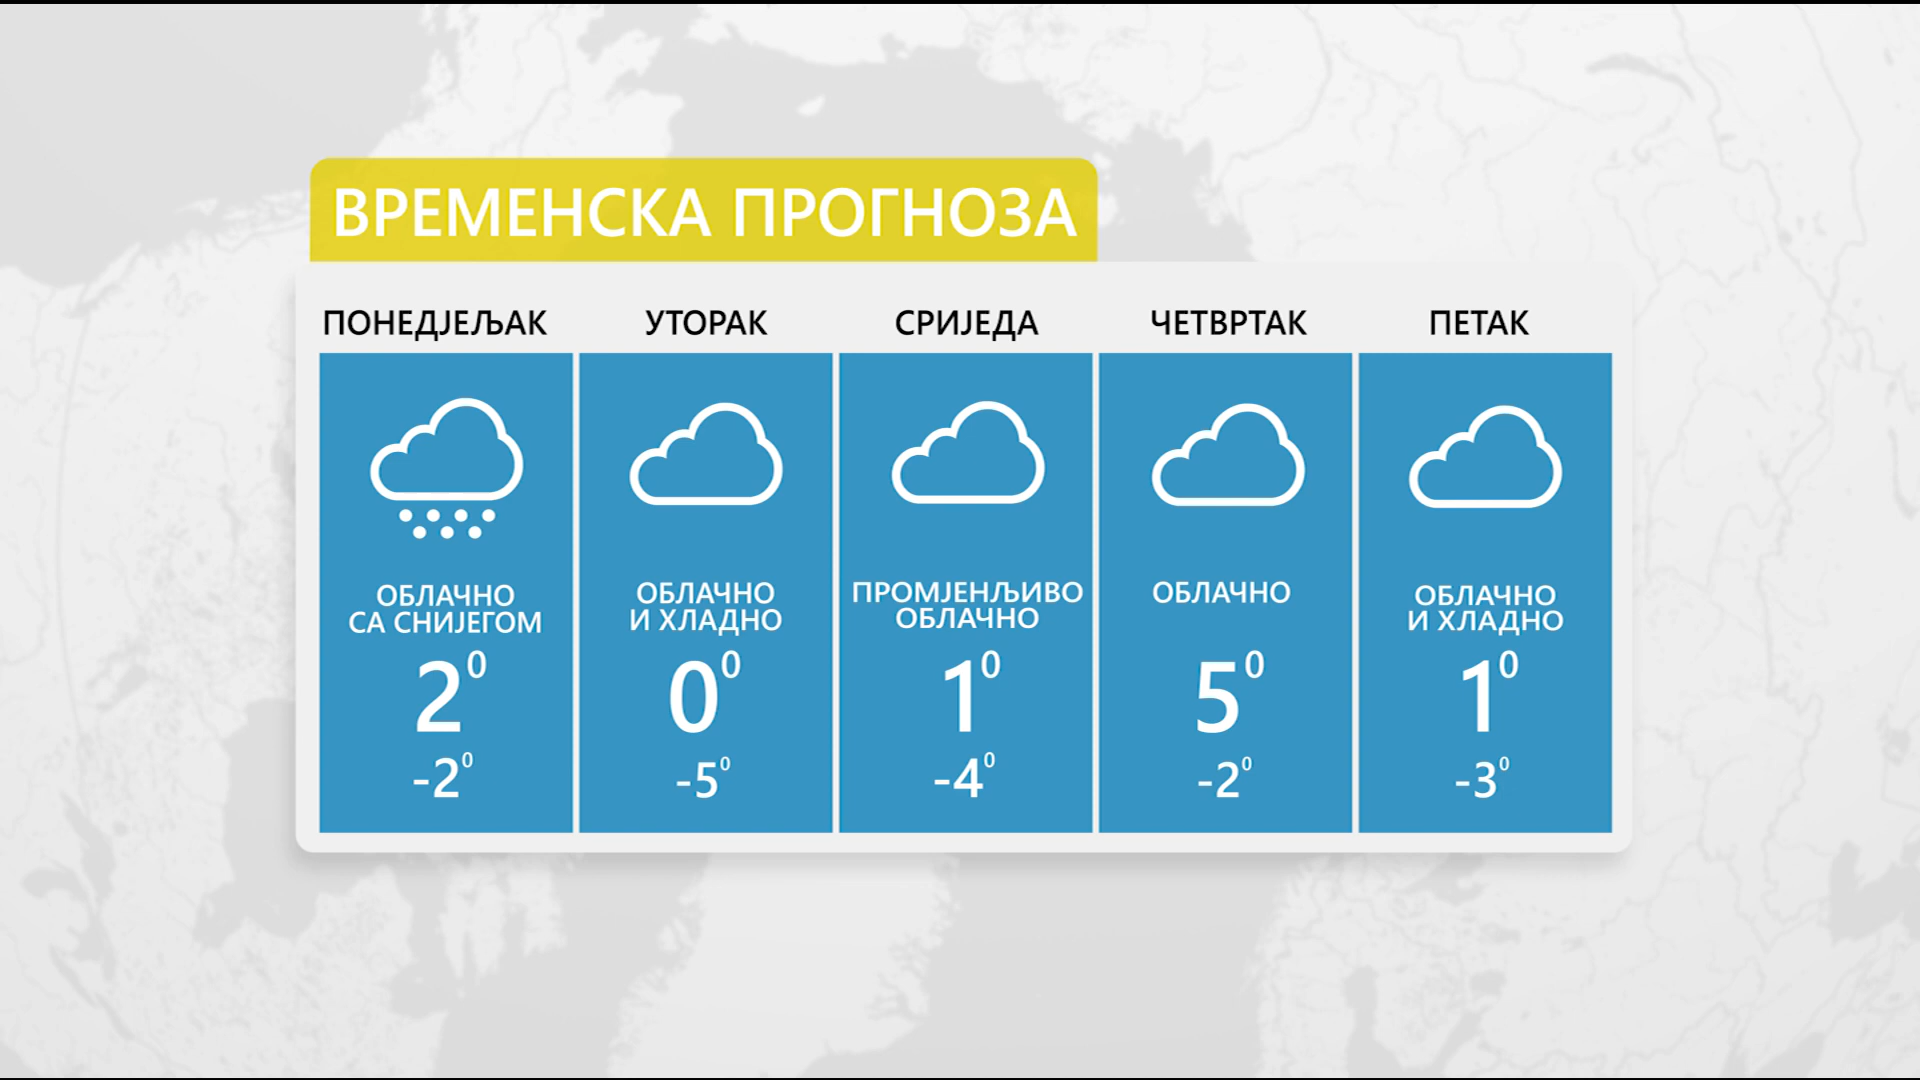 ВРЕМЕНСКА ПРОГНОЗА
ПОНЕДЈЕЉАК
ОБЛАЧНО
СА СНИЈЕГОМ
2⁰
-2⁰
УТОРАК
ОБЛАЧНО
И ХЛАДНО
0⁰
-5⁰
СРИЈЕДА
ПРОМЈЕНЉИВО
ОБЛАЧНО
1⁰
-4⁰
ЧЕТВРТАК
ОБЛАЧНО
5⁰
-2⁰
ПЕТАК
ОБЛАЧНО
И ХЛАДНО
1⁰
-3⁰